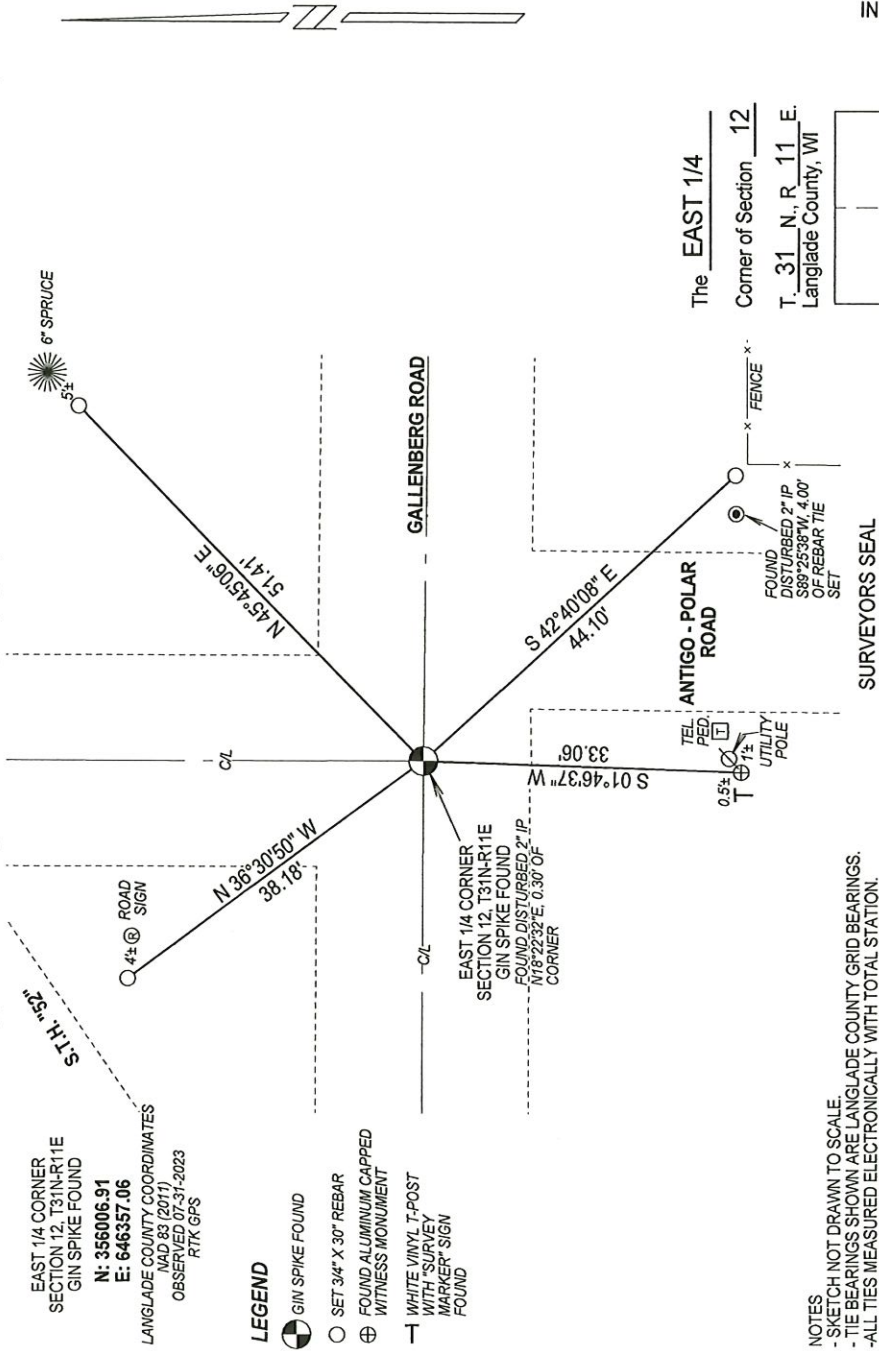 EAST 1/4 CORNER
SECTION 12, T31N-R11E
GIN SPIKE FOUND
N: 356006.91
E: 646357.06
LANGLADE COUNTY COORDINATES
NAD 83 (2011)
OBSERVED 07-31-2023
RTK GPS
LEGEND
GIN SPIKE FOUND
SET 3/4" X 30" REBAR
FOUND ALUMINUM CAPPED
WITNESS MONUMENT
T WHITE VINYL T-POST
WITH "SURVEY
MARKER" SIGN
FOUND
NOTES
- SKETCH NOT DRAWN TO SCALE.
- TIE BEARINGS SHOWN ARE LANGLADE COUNTY GRID BEARINGS.
-ALL TIES MEASURED ELECTRONICALLY WITH TOTAL STATION.
S.T.H. "52"
4'± R ROAD
SIGN
N 36°30'50" W
38.18'
C/L
C/L
N 45°45'06" E
51.41'
5'±
6" SPRUCE
N
GALLENBERG ROAD
EAST 1/4 CORNER
SECTION 12, T31N-R11E
GIN SPIKE FOUND
FOUND DISTURBED 2" IP
N18°22'32"E, 0.30' OF
CORNER
S 01°46'37" W
33.06'
S 42°40'08" E
44.10'
ANTIGO - POLAR
ROAD
TEL.
PED.
T
0.5'±
T
1'±
UTILITY
POLE
FOUND
DISTURBED 2" IP
S89°25'38"W, 4.00'
OF REBAR TIE
SET
FENCE
SURVEYORS SEAL
The EAST 1/4
Corner of Section 12
T. 31 N., R 11 E.
Langlade County, WI
IN